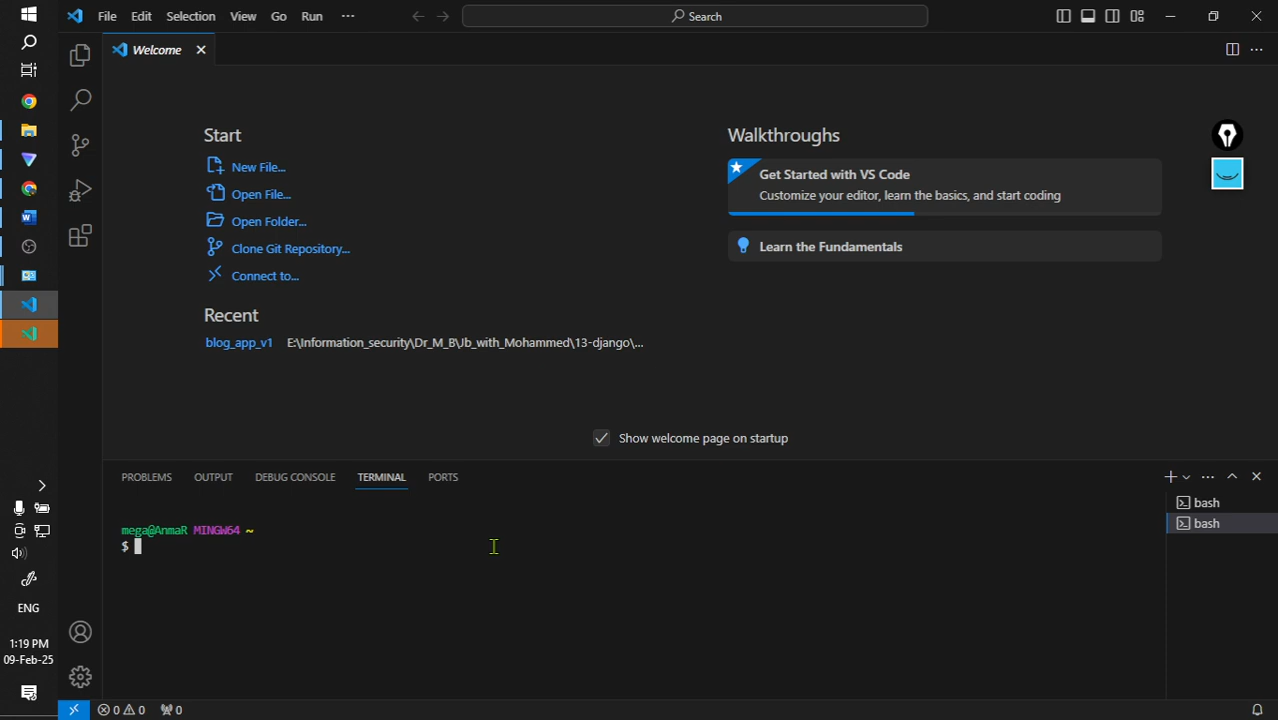 File Edit Selection View Go Run ···
Search
Welcome
Start
New File...
Open File...
Open Folder...
Clone Git Repository...
Connect to...
Recent
blog_app_v1 E:\Information_security\Dr_M_B\Jb_with_Mohammed\13-django\...
Walkthroughs
Get Started with VS Code
Customize your editor, learn the basics, and start coding
Learn the Fundamentals
Show welcome page on startup
PROBLEMS OUTPUT DEBUG CONSOLE TERMINAL PORTS
mega@AnmaR MINGW64 ~
$
bash
bash
ENG
1:19 PM
09-Feb-25
0 0 0